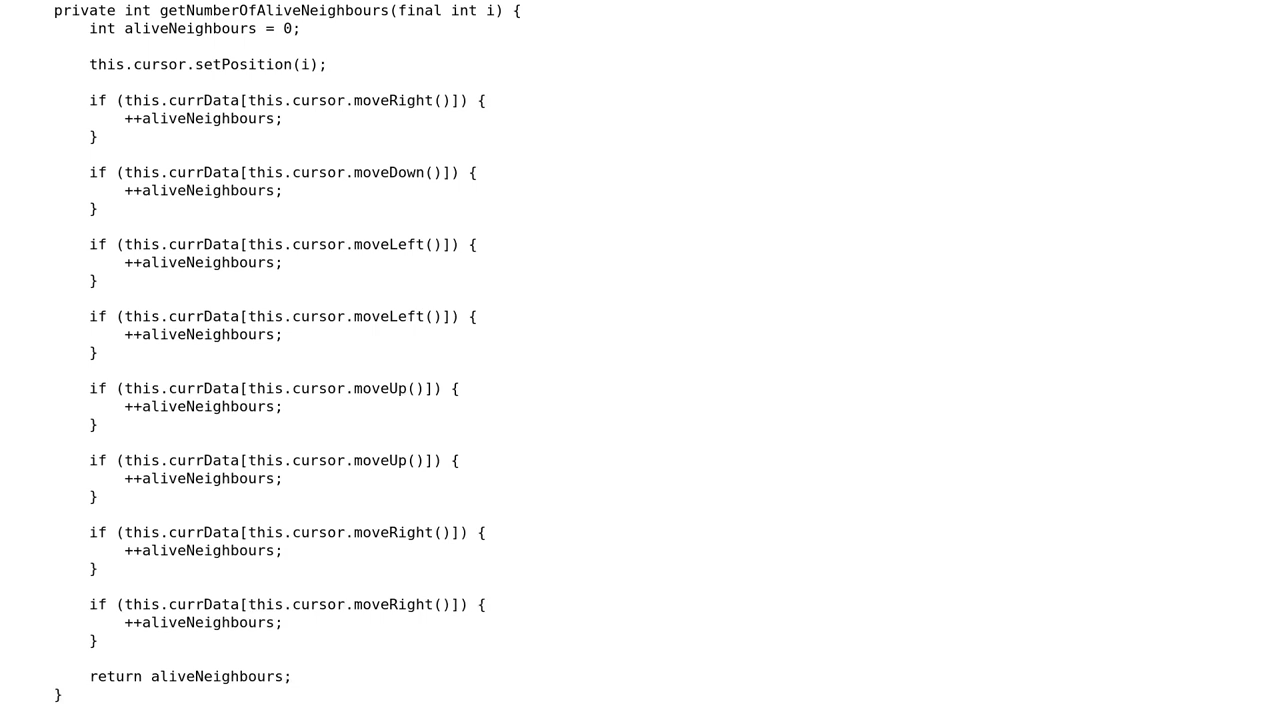 private int getNumberOfAliveNeighbours(final int i) {
    int aliveNeighbours = 0;

    this.cursor.setPosition(i);

    if (this.currData[this.cursor.moveRight()]) {
        ++aliveNeighbours;
    }

    if (this.currData[this.cursor.moveDown()]) {
        ++aliveNeighbours;
    }

    if (this.currData[this.cursor.moveLeft()]) {
        ++aliveNeighbours;
    }

    if (this.currData[this.cursor.moveLeft()]) {
        ++aliveNeighbours;
    }

    if (this.currData[this.cursor.moveUp()]) {
        ++aliveNeighbours;
    }

    if (this.currData[this.cursor.moveUp()]) {
        ++aliveNeighbours;
    }

    if (this.currData[this.cursor.moveRight()]) {
        ++aliveNeighbours;
    }

    if (this.currData[this.cursor.moveRight()]) {
        ++aliveNeighbours;
    }

    return aliveNeighbours;
}